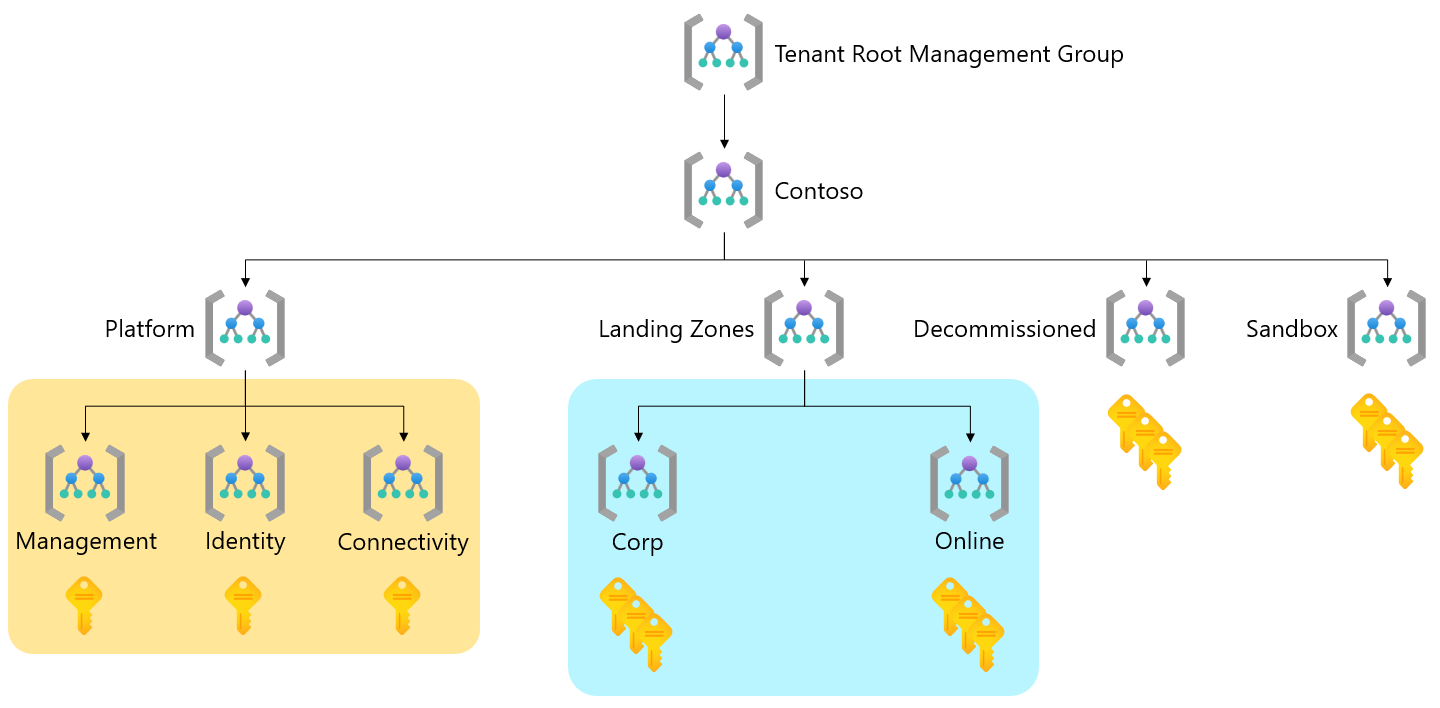 Tenant Root Management Group
Contoso
Platform
Landing Zones
Decommissioned
Sandbox
Management
Identity
Connectivity
Corp
Online